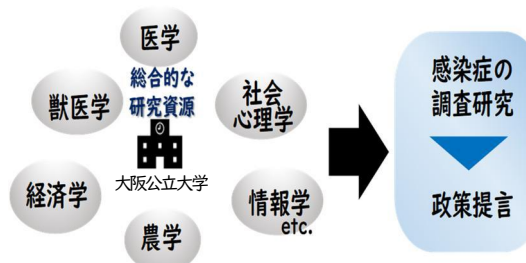 医学
総合的な
研究資源
獣医学
社会
心理学
大阪公立大学
経済学
情報学
etc.
農学
感染症の
調査研究
政策提言